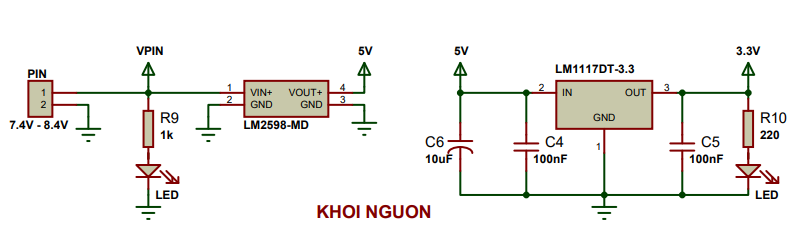 VPIN 5V 5V 3.3V
PIN LM1117DT-3.3
1 1 VIN+ VOUT+ 4 2 IN OUT 3
2 2 GND GND 3
7.4V - 8.4V R9 LM2598-MD GND R10
1k 1 220
C6 C4 C5
10uF 100nF 100nF
LED LED
KHOI NGUON